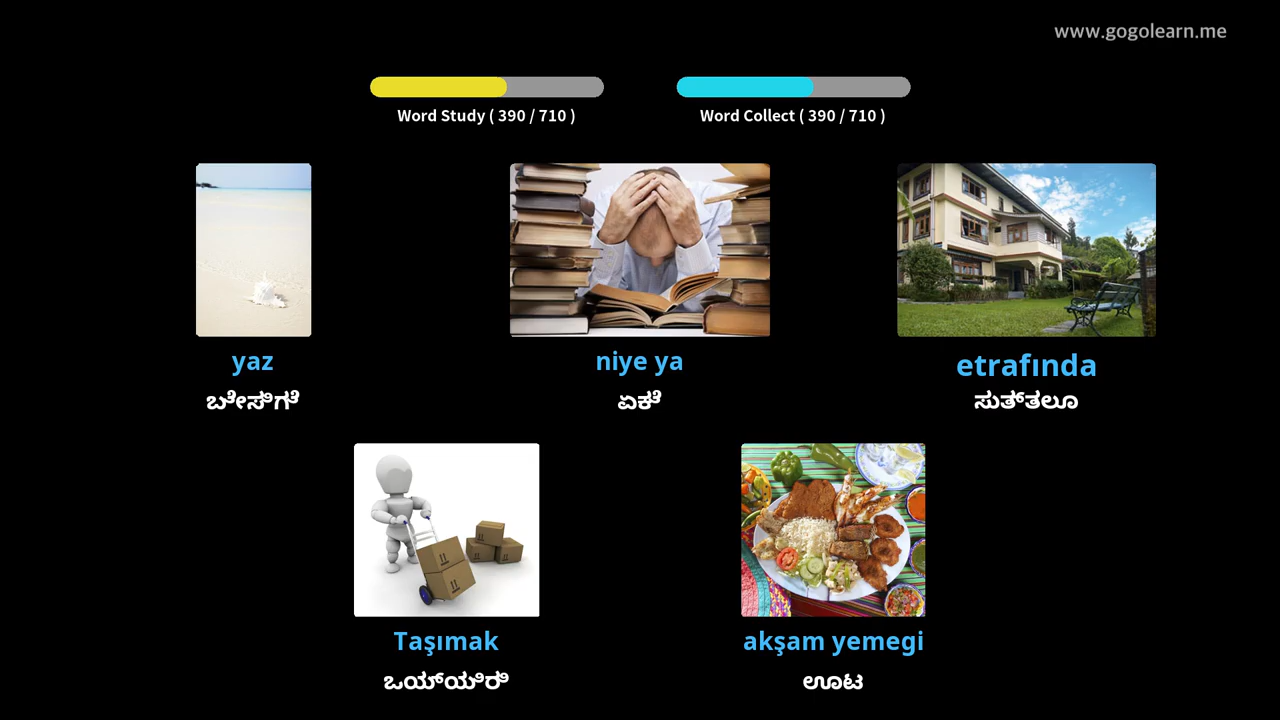 www.gogolearn.me
Word Study ( 390 / 710 )
Word Collect ( 390 / 710 )
yaz
niye ya
etrafında
ಬೇಸಿಗೆ
ಏಕೆ
ಸುತ್ತಲೂ
Taşımak
akşam yemegi
ಒಯ್ಯಿರಿ
ಊಟ